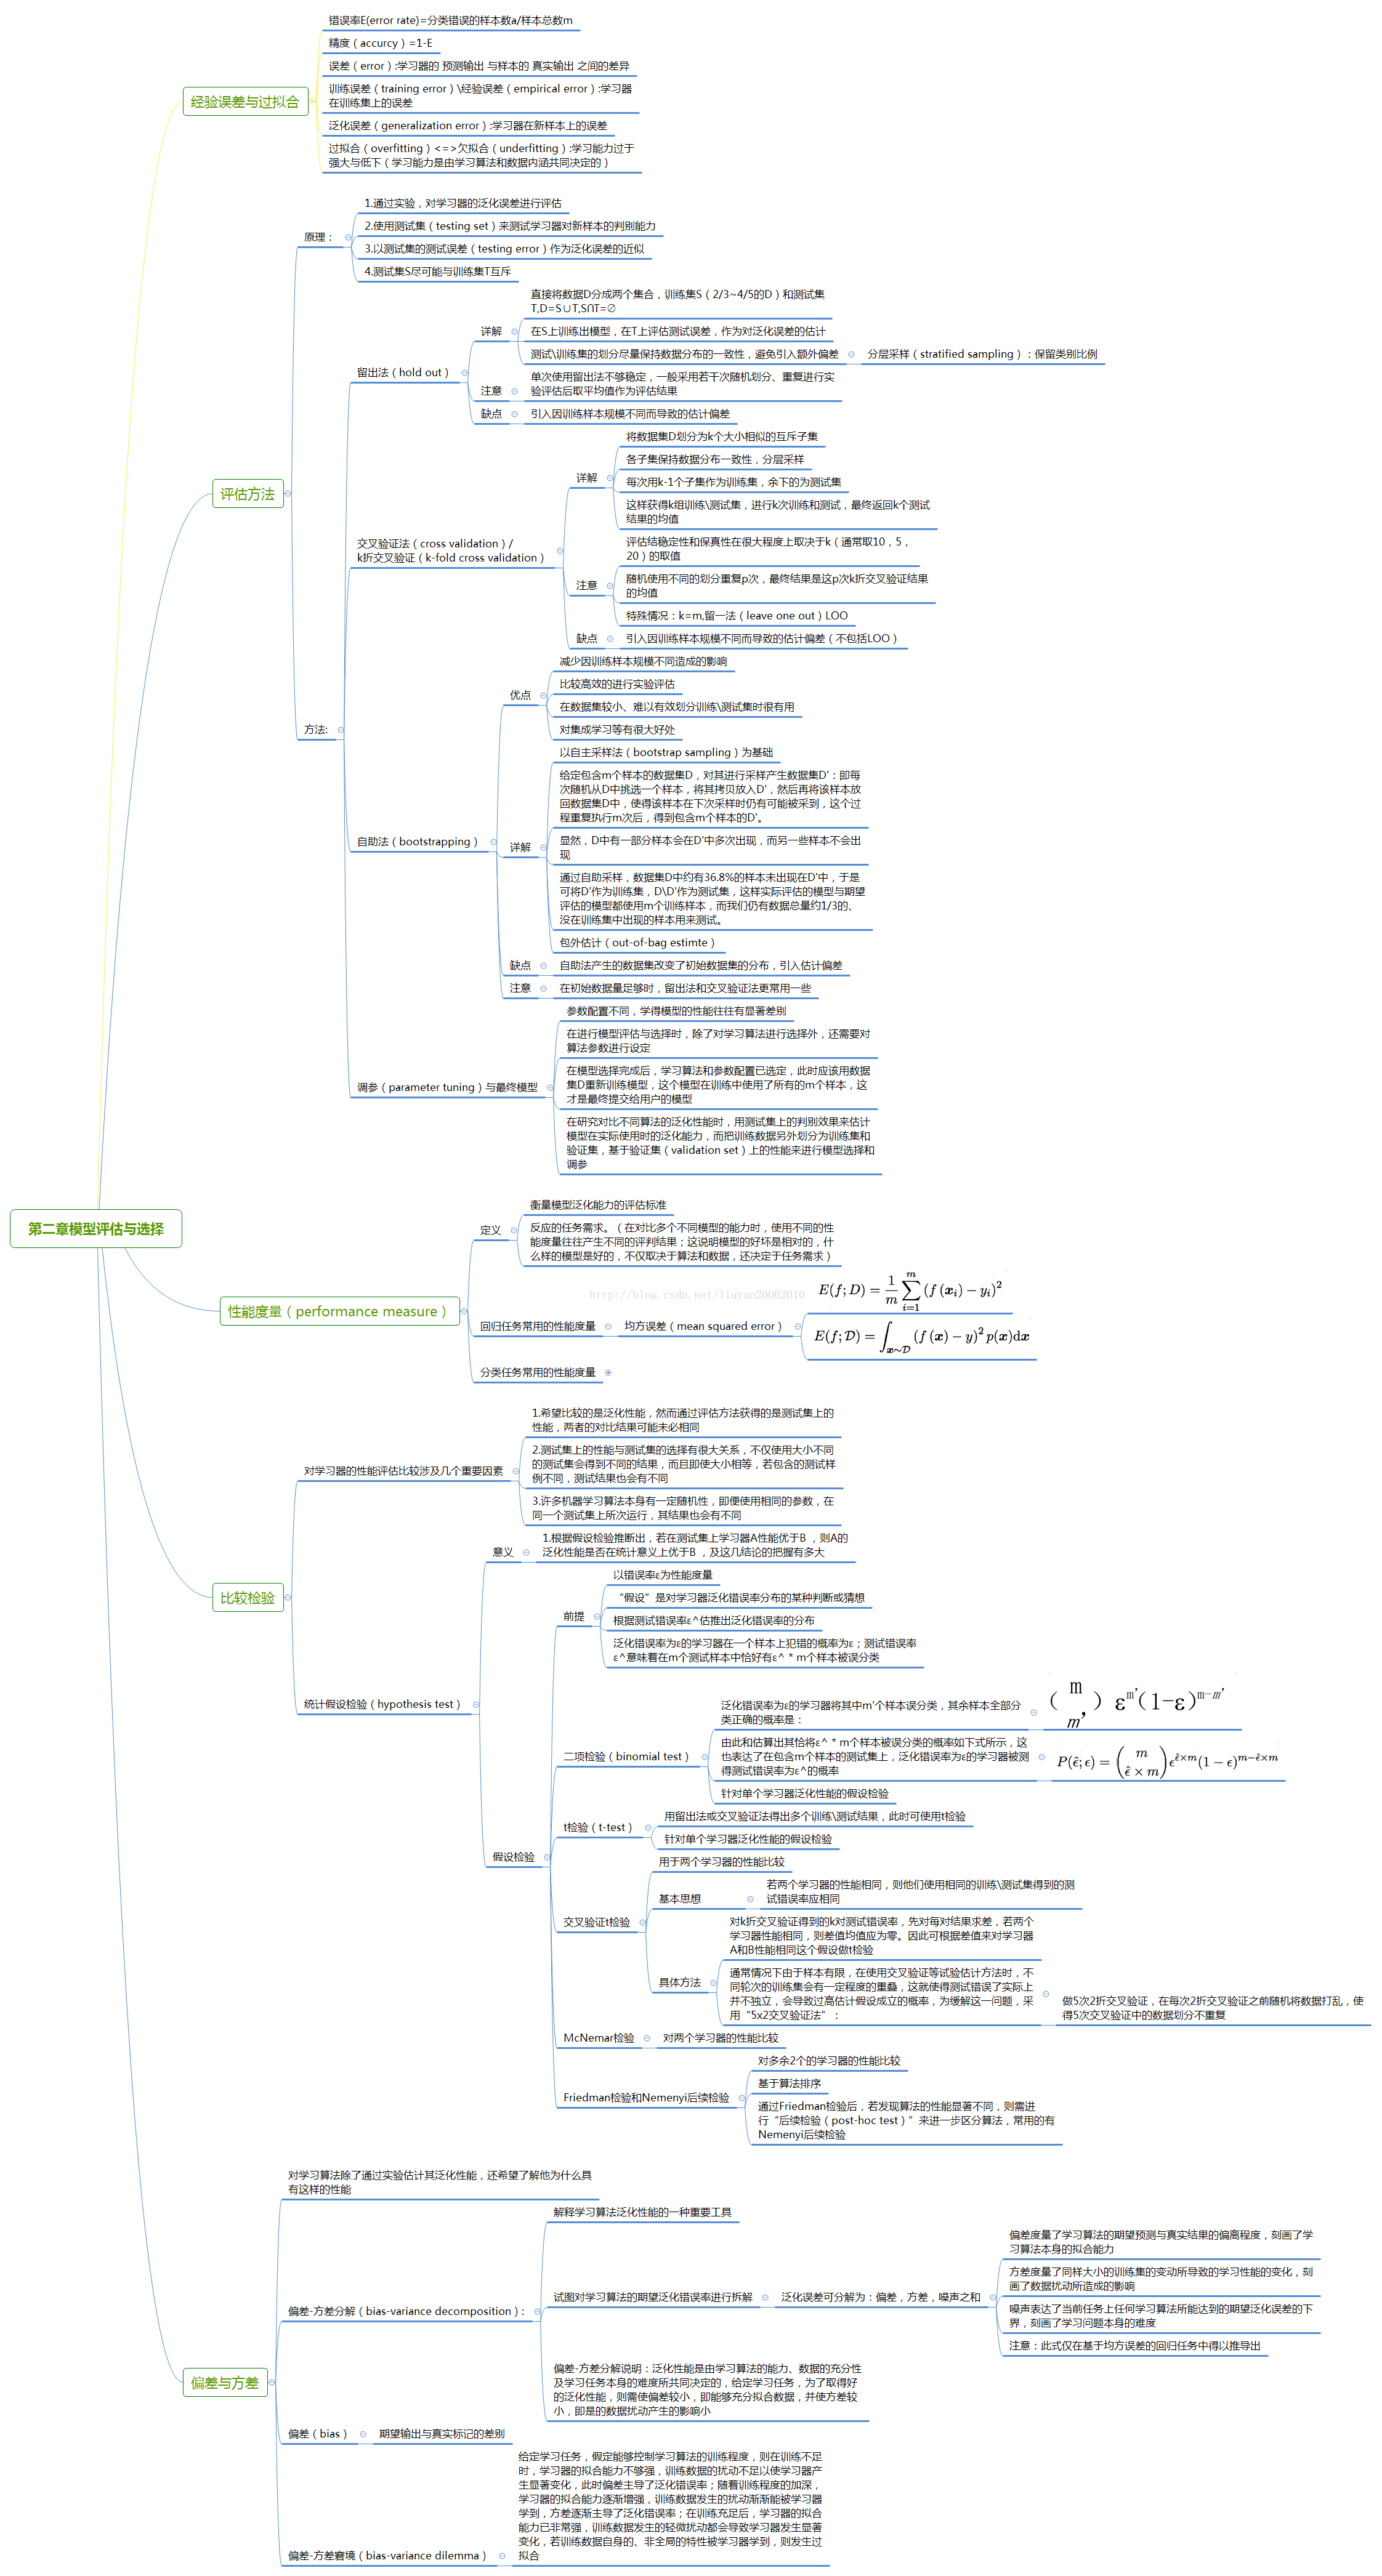 错误率E(error rate)=分类错误的样本数a/样本总数m
精度（accurcy）=1-E
误差（error）:学习器的 预测输出 与样本的 真实输出 之间的差异
经验误差与过拟合
训练误差（training error）\经验误差（empirical error）:学习器
在训练集上的误差
泛化误差（generalization error）:学习器在新样本上的误差
过拟合（overfitting）<=>欠拟合（underfitting）:学习能力过于
强大与低下（学习能力是由学习算法和数据内涵共同决定的）
评估方法
原理：
1.通过实验，对学习器的泛化误差进行评估
2.使用测试集（testing set）来测试学习器对新样本的判别能力
3.以测试集的测试误差（testing error）作为泛化误差的近似
4.测试集S尽可能与训练集T互斥
方法:
留出法（hold out）
详解
直接将数据D分成两个集合，训练集S（2/3~4/5的D）和测试集
T,D=S∪T,S∩T=∅
在S上训练出模型，在T上评估测试误差，作为对泛化误差的估计
测试\训练集的划分尽量保持数据分布的一致性，避免引入额外偏差
分层采样（stratified sampling）：保留类别比例
注意
单次使用留出法不够稳定，一般采用若干次随机划分、重复进行实
验评估后取平均值作为评估结果
缺点
引入因训练样本规模不同而导致的估计偏差
交叉验证法（cross validation）/
k折交叉验证（k-fold cross validation）
详解
将数据集D划分为k个大小相似的互斥子集
各子集保持数据分布一致性，分层采样
每次用k-1个子集作为训练集，余下的为测试集
这样获得k组训练\测试集，进行k次训练和测试，最终返回k个测试
结果的均值
注意
评估结稳定性和保真性在很大程度上取决于k（通常取10，5，
20）的取值
随机使用不同的划分重复p次，最终结果是这p次k折交叉验证结果
的均值
特殊情况：k=m,留一法（leave one out）LOO
缺点
引入因训练样本规模不同而导致的估计偏差（不包括LOO）
自助法（bootstrapping）
优点
减少因训练样本规模不同造成的影响
比较高效的进行实验评估
在数据集较小、难以有效划分训练\测试集时很有用
对集成学习等有很大好处
详解
以自主采样法（bootstrap sampling）为基础
给定包含m个样本的数据集D，对其进行采样产生数据集D'：即每
次随机从D中挑选一个样本，将其拷贝放入D'，然后再将该样本放
回数据集D中，使得该样本在下次采样时仍有可能被采到，这个过
程重复执行m次后，得到包含m个样本的D'。
显然，D中有一部分样本会在D'中多次出现，而另一些样本不会出
现
通过自助采样，数据集D中约有36.8%的样本未出现在D'中，于是
可将D'作为训练集，D\D'作为测试集，这样实际评估的模型与期望
评估的模型都使用m个训练样本，而我们仍有数据总量约1/3的、
没在训练集中出现的样本用来测试。
包外估计（out-of-bag estimte）
缺点
自助法产生的数据集改变了初始数据集的分布，引入估计偏差
注意
在初始数据量足够时，留出法和交叉验证法更常用一些
调参（parameter tuning）与最终模型
参数配置不同，学得模型的性能往往有显著差别
在进行模型评估与选择时，除了对学习算法进行选择外，还需要对
算法参数进行设定
在模型选择完成后，学习算法和参数配置已选定，此时应该用数据
集D重新训练模型，这个模型在训练中使用了所有的m个样本，这
才是最终提交给用户的模型
在研究对比不同算法的泛化性能时，用测试集上的判别效果来估计
模型在实际使用时的泛化能力，而把训练数据另外划分为训练集和
验证集，基于验证集（validation set）上的性能来进行模型选择和
调参
第二章模型评估与选择
性能度量（performance measure）
定义
衡量模型泛化能力的评估标准
反应的任务需求。（在对比多个不同模型的能力时，使用不同的性
能度量往往产生不同的评判结果；这说明模型的好坏是相对的，什
么样的模型是好的，不仅取决于算法和数据，还决定于任务需求）
http://blog.csdn.net/liuyan20062010
回归任务常用的性能度量
均方误差（mean squared error）
E(f;D) = 1/m ∑_{i=1}^{m} (f(x_i) − y_i)^2
E(f;𝒟) = ∫_{x∼𝒟} (f(x) − y)^2 p(x)dx
分类任务常用的性能度量
比较检验
对学习器的性能评估比较涉及几个重要因素
1.希望比较的是泛化性能，然而通过评估方法获得的是测试集上的
性能，两者的对比结果可能未必相同
2.测试集上的性能与测试集的选择有很大关系，不仅使用大小不同
的测试集会得到不同的结果，而且即使大小相等，若包含的测试样
例不同，测试结果也会有不同
3.许多机器学习算法本身有一定随机性，即便使用相同的参数，在
同一个测试集上所次运行，其结果也会有不同
统计假设检验（hypothesis test）
意义
1.根据假设检验推断出，若在测试集上学习器A性能优于B ，则A的
泛化性能是否在统计意义上优于B ，及这几结论的把握有多大
假设检验
前提
以错误率ε为性能度量
“假设”是对学习器泛化错误率分布的某种判断或猜想
根据测试错误率ε^估推出泛化错误率的分布
泛化错误率为ε的学习器在一个样本上犯错的概率为ε；测试错误率
ε^意味着在m个测试样本中恰好有ε^ * m个样本被误分类
二项检验（binomial test）
泛化错误率为ε的学习器将其中m'个样本误分类，其余样本全部分
类正确的概率是：
(m m') ε^{m'}(1-ε)^{m-m'}
由此和估算出其恰将ε^ * m个样本被误分类的概率如下式所示，这
也表达了在包含m个样本的测试集上，泛化错误率为ε的学习器被测
得测试错误率为ε^的概率
P(ε̂;ϵ) = (m ϵ̂ × m) ϵ^{ϵ̂×m}(1 − ϵ)^{m−ϵ̂×m}
针对单个学习器泛化性能的假设检验
t检验（t-test）
用留出法或交叉验证法得出多个训练\测试结果，此时可使用t检验
针对单个学习器泛化性能的假设检验
交叉验证t检验
用于两个学习器的性能比较
基本思想
若两个学习器的性能相同，则他们使用相同的训练\测试集得到的测
试错误率应相同
具体方法
对k折交叉验证得到的k对测试错误率，先对每对结果求差，若两个
学习器性能相同，则差值均值应为零。因此可根据差值来对学习器
A和B性能相同这个假设做t检验
通常情况下由于样本有限，在使用交叉验证等试验估计方法时，不
同轮次的训练集会有一定程度的重叠，这就使得测试错误了实际上
并不独立，会导致过高估计假设成立的概率，为缓解这一问题，采
用“5x2交叉验证法”：
做5次2折交叉验证，在每次2折交叉验证之前随机将数据打乱，使
得5次交叉验证中的数据划分不重复
McNemar检验
对两个学习器的性能比较
Friedman检验和Nemenyi后续检验
对多余2个的学习器的性能比较
基于算法排序
通过Friedman检验后，若发现算法的性能显著不同，则需进
行“后续检验（post-hoc test）”来进一步区分算法，常用的有
Nemenyi后续检验
偏差与方差
对学习算法除了通过实验估计其泛化性能，还希望了解他为什么具
有这样的性能
偏差-方差分解（bias-variance decomposition）:
解释学习算法泛化性能的一种重要工具
试图对学习算法的期望泛化错误率进行拆解
泛化误差可分解为：偏差，方差，噪声之和
偏差度量了学习算法的期望预测与真实结果的偏离程度，刻画了学
习算法本身的拟合能力
方差度量了同样大小的训练集的变动所导致的学习性能的变化，刻
画了数据扰动所造成的影响
噪声表达了当前任务上任何学习算法所能达到的期望泛化误差的下
界，刻画了学习问题本身的难度
注意：此式仅在基于均方误差的回归任务中得以推导出
偏差-方差分解说明：泛化性能是由学习算法的能力、数据的充分性
及学习任务本身的难度所共同决定的，给定学习任务，为了取得好
的泛化性能，则需使偏差较小，即能够充分拟合数据，并使方差较
小，即是的数据扰动产生的影响小
偏差（bias）
期望输出与真实标记的差别
偏差-方差窘境（bias-variance dilemma）
给定学习任务，假定能够控制学习算法的训练程度，则在训练不足
时，学习器的拟合能力不够强，训练数据的扰动不足以使学习器产
生显著变化，此时偏差主导了泛化错误率；随着训练程度的加深，
学习器的拟合能力逐渐增强，训练数据发生的扰动渐渐能被学习器
学到，方差逐渐主导了泛化错误率；在训练充足后，学习器的拟合
能力已非常强，训练数据发生的轻微扰动都会导致学习器发生显著
变化，若训练数据自身的、非全局的特性被学习器学到，则发生过
拟合